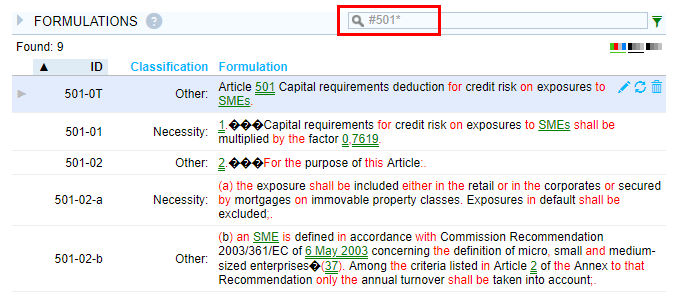 FORMULATIONS ?
#501*
Found: 9
▲ ID Classification Formulation
501-0T Other: Article 501 Capital requirements deduction for credit risk on exposures to
SMEs.
501-01 Necessity: 1.���Capital requirements for credit risk on exposures to SMEs shall be
multiplied by the factor 0,7619.
501-02 Other: 2.���For the purpose of this Article:.
501-02-a Necessity: (a) the exposure shall be included either in the retail or in the corporates or secured
by mortgages on immovable property classes. Exposures in default shall be
excluded;.
501-02-b Other: (b) an SME is defined in accordance with Commission Recommendation
2003/361/EC of 6 May 2003 concerning the definition of micro, small and medium-
sized enterprises�(37). Among the criteria listed in Article 2 of the Annex to that
Recommendation only the annual turnover shall be taken into account;.